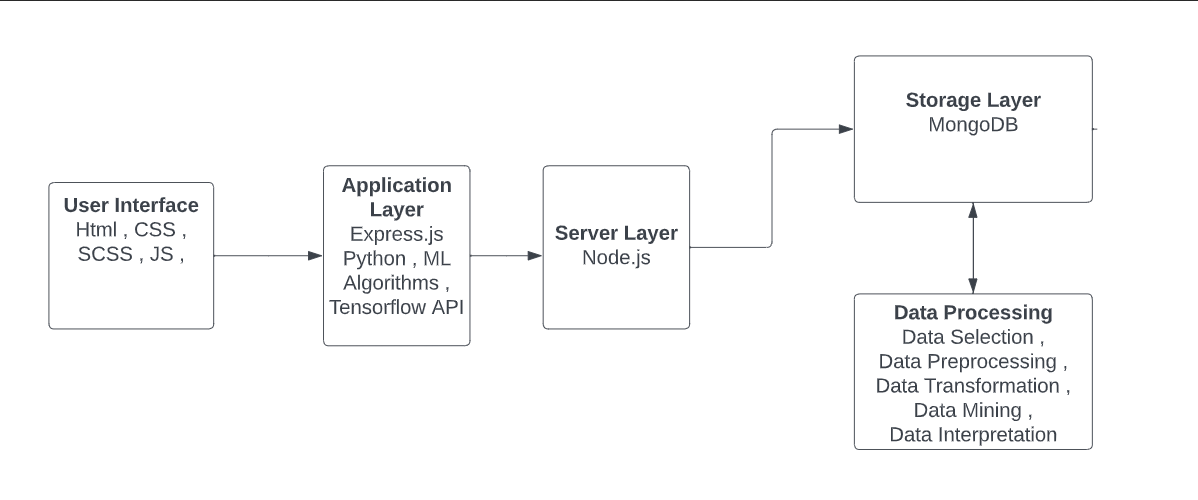 User Interface
Html , CSS ,
SCSS , JS ,
Application
Layer
Express.js
Python , ML
Algorithms ,
Tensorflow API
Server Layer
Node.js
Storage Layer
MongoDB
Data Processing
Data Selection ,
Data Preprocessing ,
Data Transformation ,
Data Mining ,
Data Interpretation